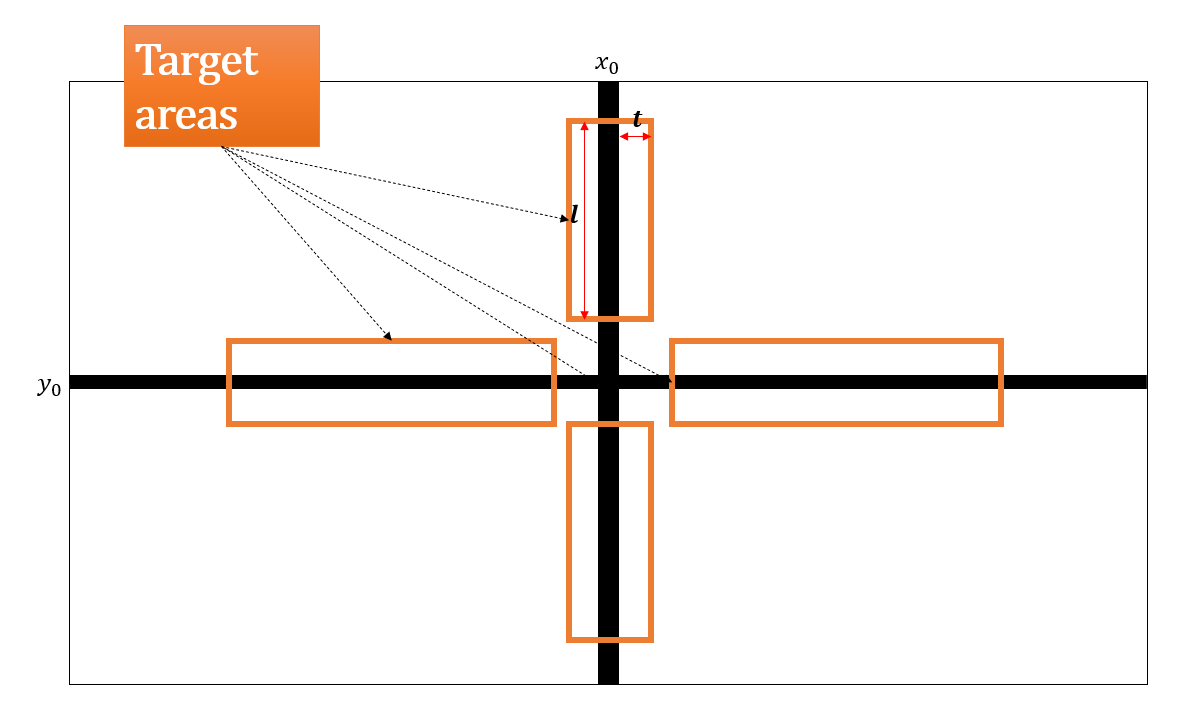 Target
areas
x₀
t
l
y₀